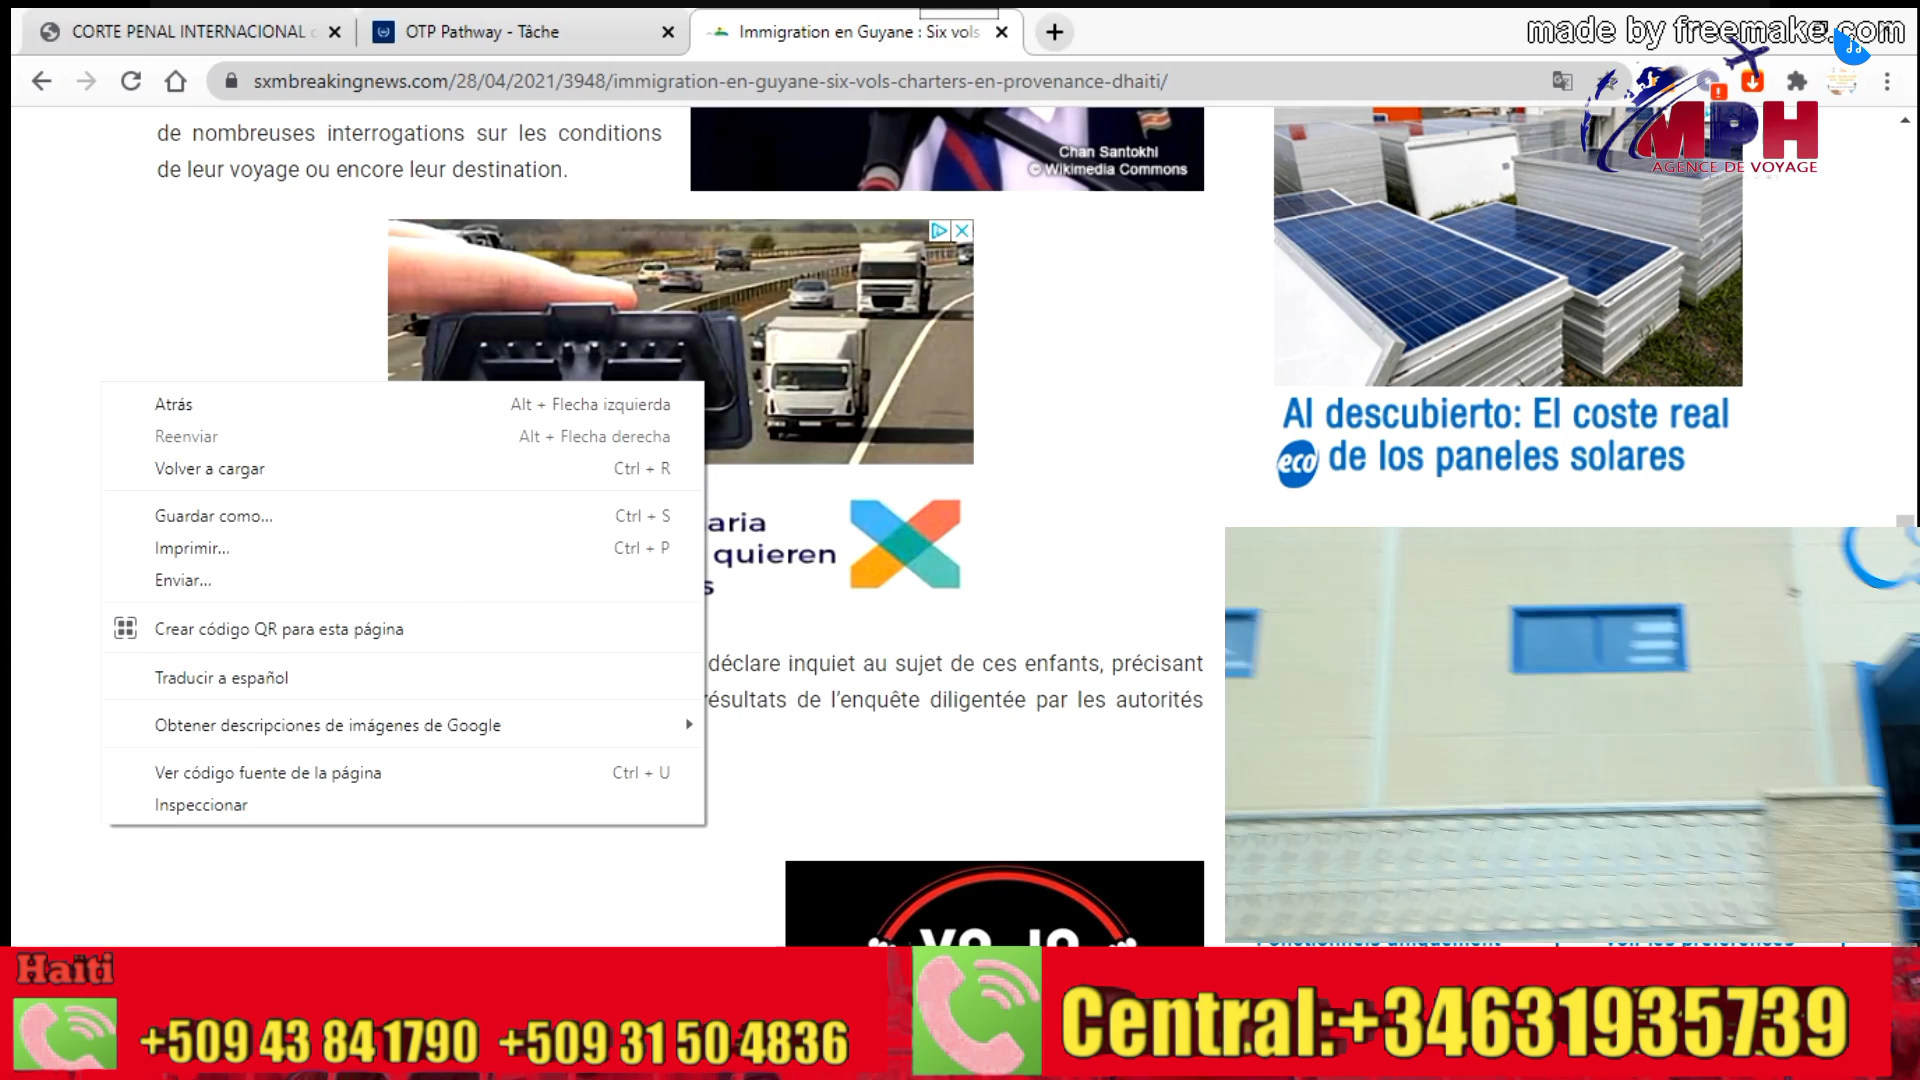 CORTE PENAL INTERNACIONAL
OTP Pathway - Tâche
Immigration en Guyane : Six vols
made by freemake.com
sxmbreakingnews.com/28/04/2021/3948/immigration-en-guyane-six-vols-charters-en-provenance-dhaiti/
MPH
AGENCE DE VOYAGE
de nombreuses interrogations sur les conditions
de leur voyage ou encore leur destination.
Chan Santokhi
© Wikimedia Commons
Atrás Alt + Flecha izquierda
Reenviar Alt + Flecha derecha
Volver a cargar Ctrl + R
Guardar como... Ctrl + S
Imprimir... Ctrl + P
Enviar...
Crear código QR para esta página
Traducir a español
Obtener descripciones de imágenes de Google
Ver código fuente de la página Ctrl + U
Inspeccionar
aria
quieren
s
Al descubierto: El coste real
eco de los paneles solares
déclare inquiet au sujet de ces enfants, précisant
résultats de l'enquête diligentée par les autorités
Haïti
+509 43 84 1790 +509 31 50 4836
Central:+34631935739